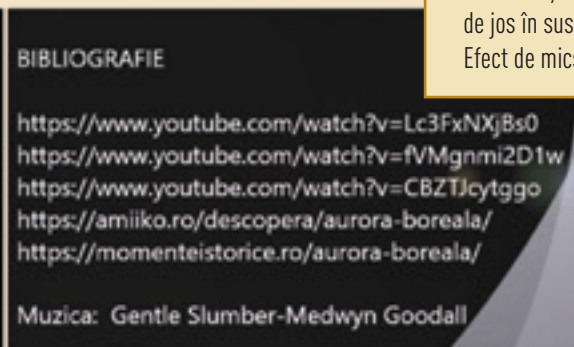 de jos în sus
Efect de
BIBLIOGRAFIE
https://www.youtube.com/watch?v=Lc3FxNXjBs0
https://www.youtube.com/watch?v=fVMgnmi2D1w
https://www.youtube.com/watch?v=CBZTJcytggo
https://amiiko.ro/descopera/aurora-boreala/
https://momenteistorice.ro/aurora-boreala/
Muzica: Gentle Slumber-Medwyn Goodall